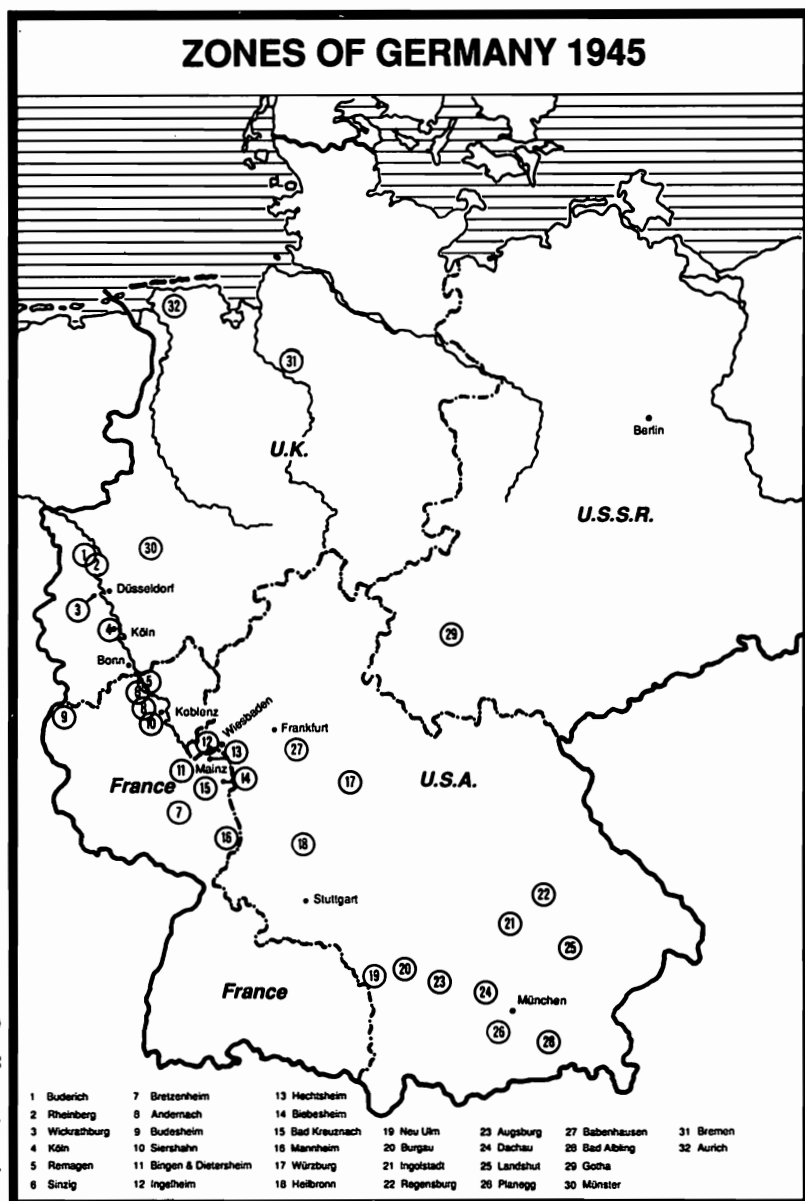 ZONES OF GERMANY 1945
32
31
Berlin
U.K.
U.S.S.R.
30
1
2
Düsseldorf
3
4
Köln
29
Bonn
5
6
9
8
Koblenz
10
Wiesbaden
Frankfurt
12
13
27
11
Mainz
14
France
15
17
U.S.A.
7
16
18
22
Stuttgart
21
25
France
19
20
23
24
München
26
28
1 Buderich
2 Rheinberg
3 Wickrathburg
4 Köln
5 Remagen
6 Sinzig
7 Bretzenheim
8 Andernach
9 Budesheim
10 Siershahn
11 Bingen & Dietersheim
12 Ingelheim
13 Hechtsheim
14 Biebesheim
15 Bad Kreuznach
16 Mannheim
17 Würzburg
18 Heilbronn
19 Neu Ulm
20 Burgau
21 Ingolstadt
22 Regensburg
23 Augsburg
24 Dachau
25 Landshut
26 Planegg
27 Babenhausen
28 Bad Aibling
29 Gotha
30 Münster
31 Bremen
32 Aurich